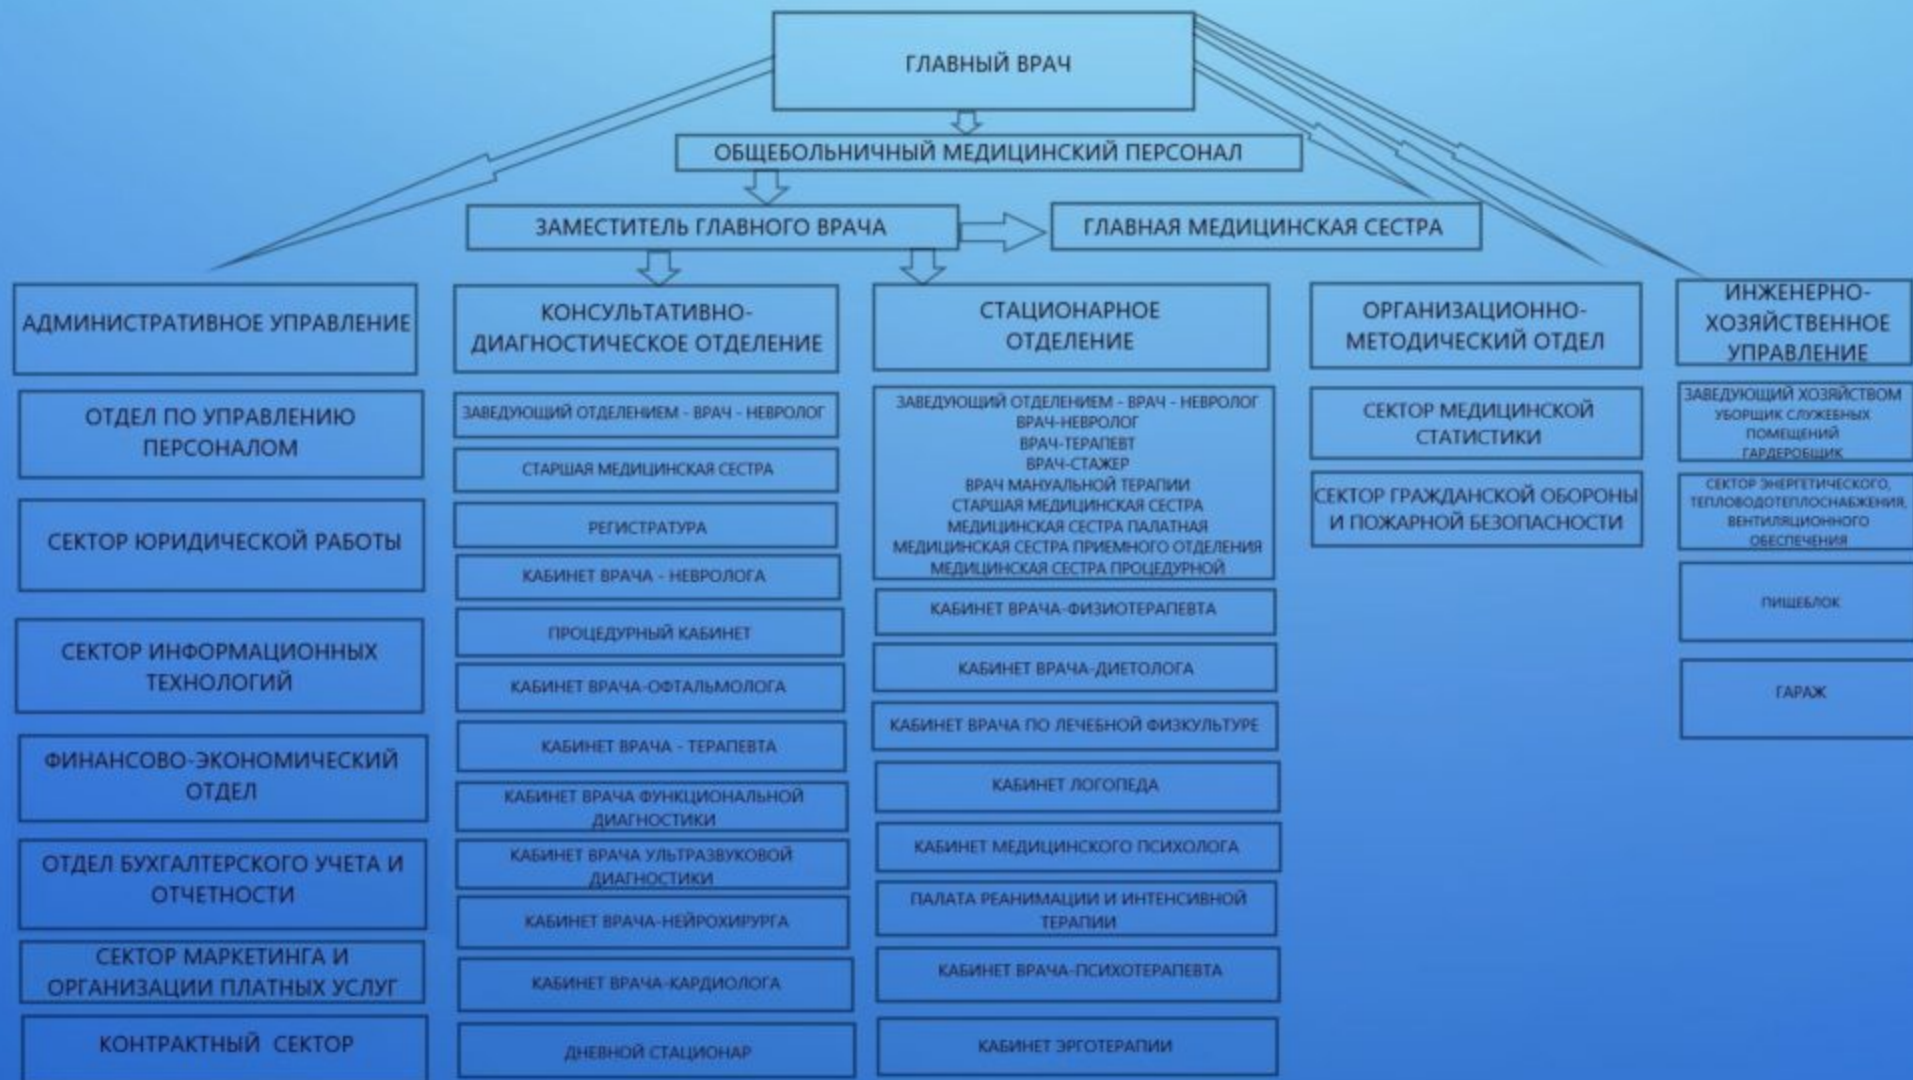 ГЛАВНЫЙ ВРАЧ
ОБЩЕБОЛЬНИЧНЫЙ МЕДИЦИНСКИЙ ПЕРСОНАЛ
ЗАМЕСТИТЕЛЬ ГЛАВНОГО ВРАЧА
ГЛАВНАЯ МЕДИЦИНСКАЯ СЕСТРА
АДМИНИСТРАТИВНОЕ УПРАВЛЕНИЕ
ОТДЕЛ ПО УПРАВЛЕНИЮ
ПЕРСОНАЛОМ
СЕКТОР ЮРИДИЧЕСКОЙ РАБОТЫ
СЕКТОР ИНФОРМАЦИОННЫХ
ТЕХНОЛОГИЙ
ФИНАНСОВО-ЭКОНОМИЧЕСКИЙ
ОТДЕЛ
ОТДЕЛ БУХГАЛТЕРСКОГО УЧЕТА И
ОТЧЕТНОСТИ
СЕКТОР МАРКЕТИНГА И
ОРГАНИЗАЦИИ ПЛАТНЫХ УСЛУГ
КОНТРАКТНЫЙ СЕКТОР
КОНСУЛЬТАТИВНО-
ДИАГНОСТИЧЕСКОЕ ОТДЕЛЕНИЕ
ЗАВЕДУЮЩИЙ ОТДЕЛЕНИЕМ - ВРАЧ - НЕВРОЛОГ
СТАРШАЯ МЕДИЦИНСКАЯ СЕСТРА
РЕГИСТРАТУРА
КАБИНЕТ ВРАЧА - НЕВРОЛОГА
ПРОЦЕДУРНЫЙ КАБИНЕТ
КАБИНЕТ ВРАЧА-ОФТАЛЬМОЛОГА
КАБИНЕТ ВРАЧА - ТЕРАПЕВТА
КАБИНЕТ ВРАЧА ФУНКЦИОНАЛЬНОЙ
ДИАГНОСТИКИ
КАБИНЕТ ВРАЧА УЛЬТРАЗВУКОВОЙ
ДИАГНОСТИКИ
КАБИНЕТ ВРАЧА-НЕЙРОХИРУРГА
КАБИНЕТ ВРАЧА-КАРДИОЛОГА
ДНЕВНОЙ СТАЦИОНАР
СТАЦИОНАРНОЕ
ОТДЕЛЕНИЕ
ЗАВЕДУЮЩИЙ ОТДЕЛЕНИЕМ - ВРАЧ - НЕВРОЛОГ
ВРАЧ-НЕВРОЛОГ
ВРАЧ-ТЕРАПЕВТ
ВРАЧ-СТАЖЕР
ВРАЧ МАНУАЛЬНОЙ ТЕРАПИИ
СТАРШАЯ МЕДИЦИНСКАЯ СЕСТРА
МЕДИЦИНСКАЯ СЕСТРА ПАЛАТНАЯ
МЕДИЦИНСКАЯ СЕСТРА ПРИЕМНОГО ОТДЕЛЕНИЯ
МЕДИЦИНСКАЯ СЕСТРА ПРОЦЕДУРНОЙ
КАБИНЕТ ВРАЧА-ФИЗИОТЕРАПЕВТА
КАБИНЕТ ВРАЧА-ДИЕТОЛОГА
КАБИНЕТ ВРАЧА ПО ЛЕЧЕБНОЙ ФИЗКУЛЬТУРЕ
КАБИНЕТ ЛОГОПЕДА
КАБИНЕТ МЕДИЦИНСКОГО ПСИХОЛОГА
ПАЛАТА РЕАНИМАЦИИ И ИНТЕНСИВНОЙ
ТЕРАПИИ
КАБИНЕТ ВРАЧА-ПСИХОТЕРАПЕВТА
КАБИНЕТ ЭРГОТЕРАПИИ
ОРГАНИЗАЦИОННО-
МЕТОДИЧЕСКИЙ ОТДЕЛ
СЕКТОР МЕДИЦИНСКОЙ
СТАТИСТИКИ
СЕКТОР ГРАЖДАНСКОЙ ОБОРОНЫ
И ПОЖАРНОЙ БЕЗОПАСНОСТИ
ИНЖЕНЕРНО-
ХОЗЯЙСТВЕННОЕ
УПРАВЛЕНИЕ
ЗАВЕДУЮЩИЙ ХОЗЯЙСТВОМ
УБОРЩИК СЛУЖЕБНЫХ
ПОМЕЩЕНИЙ
ГАРДЕРОБЩИК
СЕКТОР ЭНЕРГЕТИЧЕСКОГО,
ТЕПЛОВОДОТЕПЛОСНАБЖЕНИЯ,
ВЕНТИЛЯЦИОННОГО
ОБЕСПЕЧЕНИЯ
ПИЩЕБЛОК
ГАРАЖ